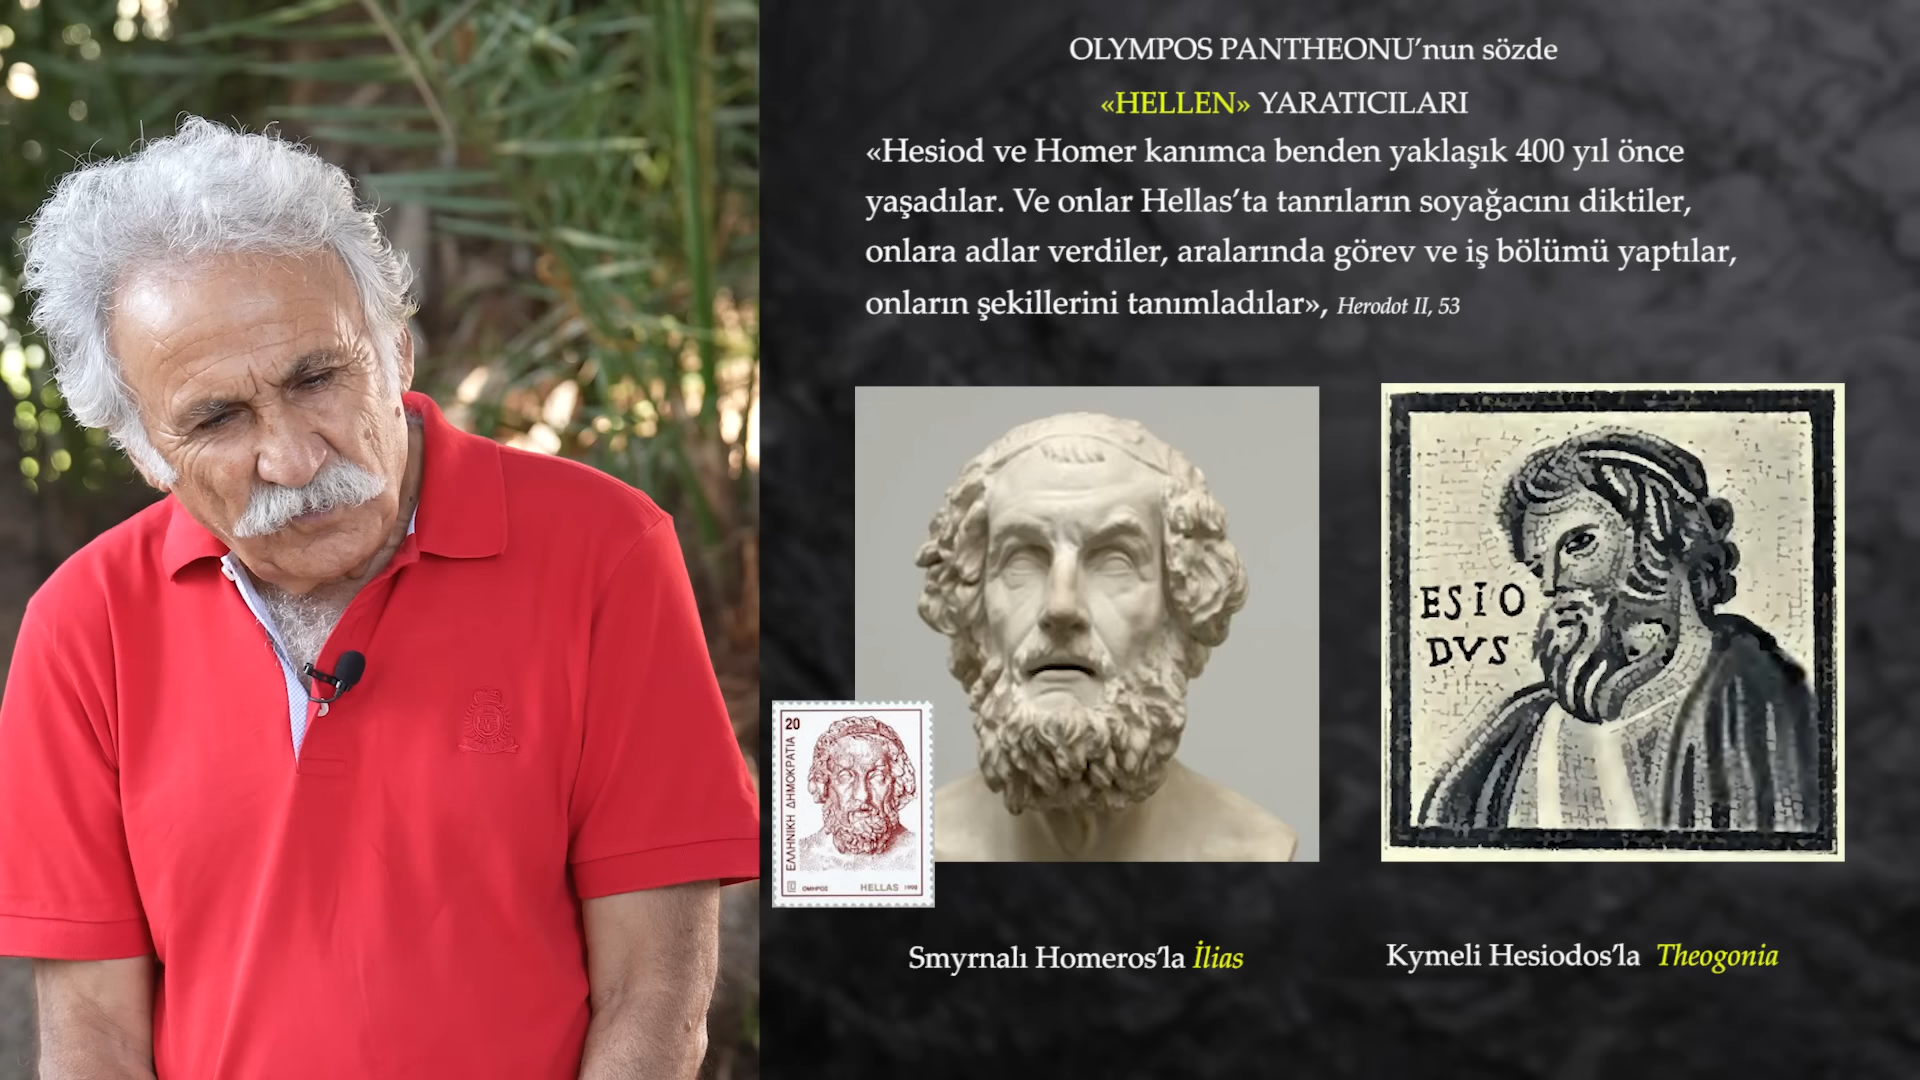 OLYMPOS PANTHEONU’nun sözde
«HELLEN» YARATICILARI
«Hesiod ve Homer kanımca benden yaklaşık 400 yıl önce
yaşadılar. Ve onlar Hellas’ta tanrıların soyağacını diktiler,
onlara adlar verdiler, aralarında görev ve iş bölümü yaptılar,
onların şekillerini tanımladılar», Herodot II, 53
ESIO
DVS
20
ΕΛΛΗΝΙΚΗ ΔΗΜΟΚΡΑΤΙΑ
ΟΜΗΡΟΣ HELLAS 1998
Smyrnalı Homeros’la İlias
Kymeli Hesiodos’la Theogonia